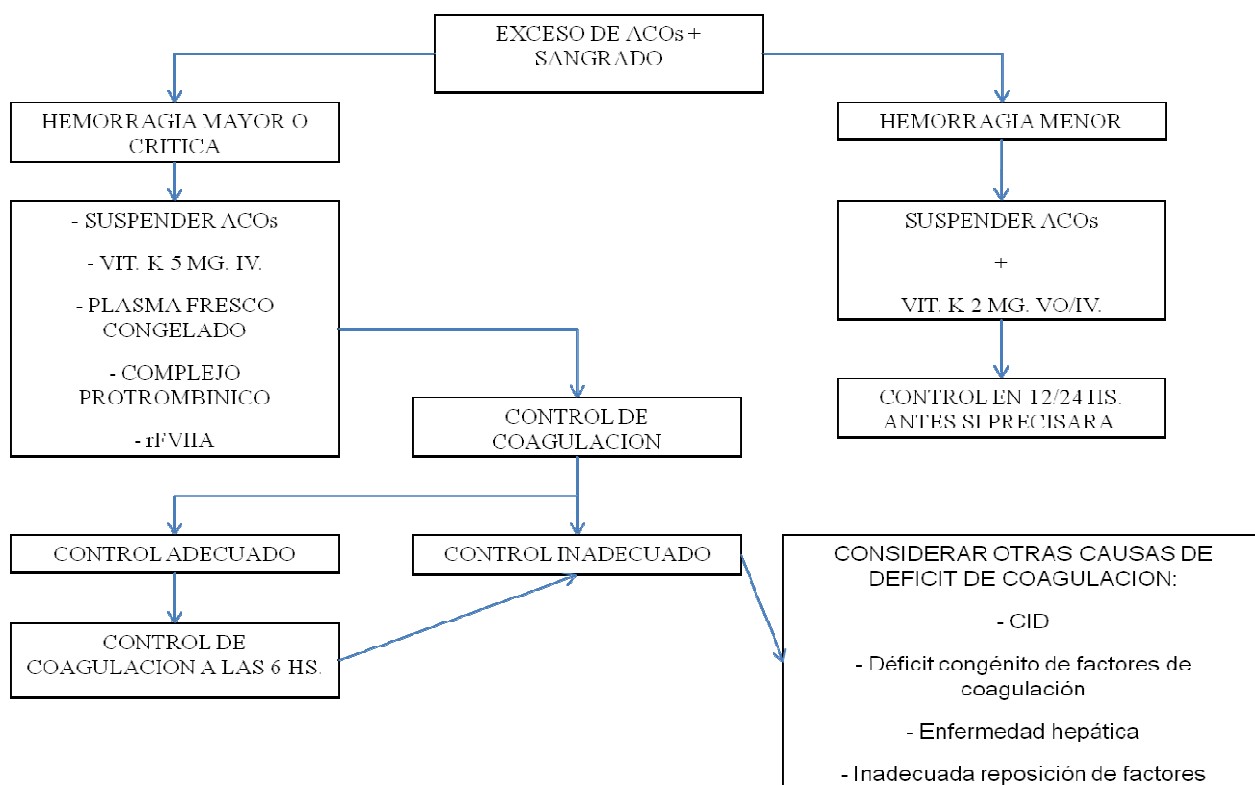 EXCESO DE ACOs +
SANGRADO
HEMORRAGIA MAYOR O
CRITICA
HEMORRAGIA MENOR
- SUSPENDER ACOs
- VIT. K 5 MG. IV.
- PLASMA FRESCO
CONGELADO
- COMPLEJO
PROTROMBINICO
- rFVIIA
SUSPENDER ACOs
+
VIT. K 2 MG. VO/IV.
CONTROL EN 12/24 HS.
ANTES SI PRECISARA
CONTROL DE
COAGULACION
CONTROL ADECUADO
CONTROL INADECUADO
CONTROL DE
COAGULACION A LAS 6 HS.
CONSIDERAR OTRAS CAUSAS DE
DEFICIT DE COAGULACION:
- CID
- Déficit congénito de factores de
coagulación
- Enfermedad hepática
- Inadecuada reposición de factores